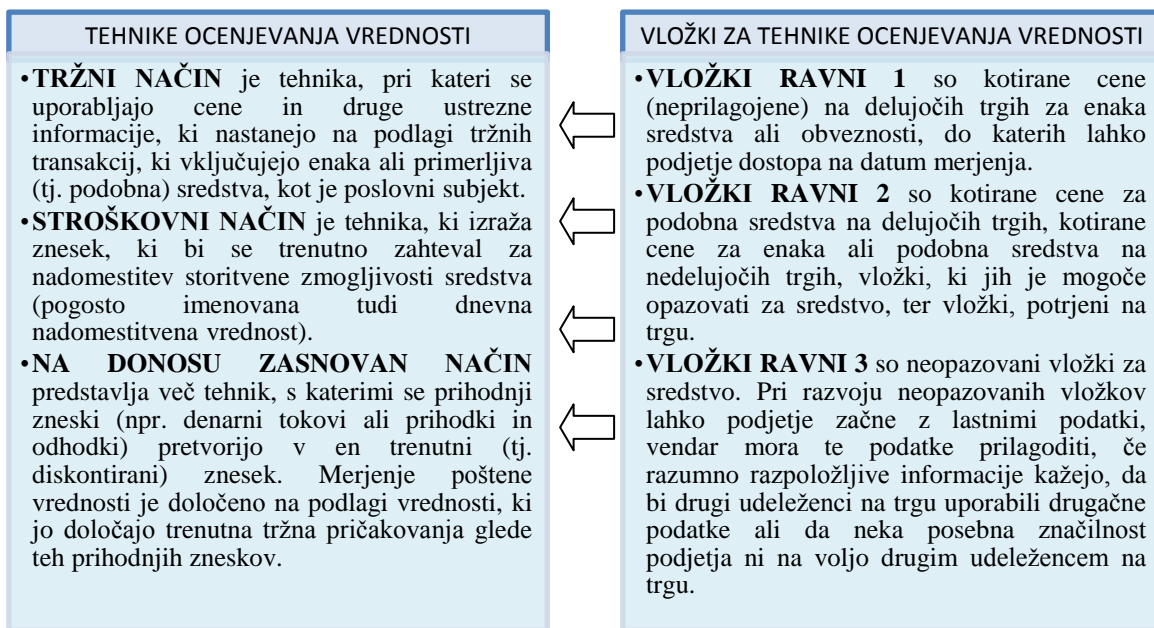 TEHNIKE OCENJEVANJA VREDNOSTI
•TRŽNI NAČIN je tehnika, pri kateri se
uporabljajo cene in druge ustrezne
informacije, ki nastanejo na podlagi tržnih
transakcij, ki vključujejo enaka ali primerljiva
(tj. podobna) sredstva, kot je poslovni subjekt.
•STROŠKOVNI NAČIN je tehnika, ki izraža
znesek, ki bi se trenutno zahteval za
nadomestitev storitvene zmogljivosti sredstva
(pogosto imenovana tudi dnevna
nadomestitvena vrednost).
•NA DONOSU ZASNOVAN NAČIN
predstavlja več tehnik, s katerimi se prihodnji
zneski (npr. denarni tokovi ali prihodki in
odhodki) pretvorijo v en trenutni (tj.
diskontirani) znesek. Merjenje poštene
vrednosti je določeno na podlagi vrednosti, ki
jo določajo trenutna tržna pričakovanja glede
teh prihodnjih zneskov.
VLOŽKI ZA TEHNIKE OCENJEVANJA VREDNOSTI
•VLOŽKI RAVNI 1 so kotirane cene
(neprilagojene) na delujočih trgih za enaka
sredstva ali obveznosti, do katerih lahko
podjetje dostopa na datum merjenja.
•VLOŽKI RAVNI 2 so kotirane cene za
podobna sredstva na delujočih trgih, kotirane
cene za enaka ali podobna sredstva na
nedelujočih trgih, vložki, ki jih je mogoče
opazovati za sredstvo, ter vložki, potrjeni na
trgu.
•VLOŽKI RAVNI 3 so neopazovani vložki za
sredstvo. Pri razvoju neopazovanih vložkov
lahko podjetje začne z lastnimi podatki,
vendar mora te podatke prilagoditi, če
razumno razpoložljive informacije kažejo, da
bi drugi udeleženci na trgu uporabili drugačne
podatke ali da neka posebna značilnost
podjetja ni na voljo drugim udeležencem na
trgu.